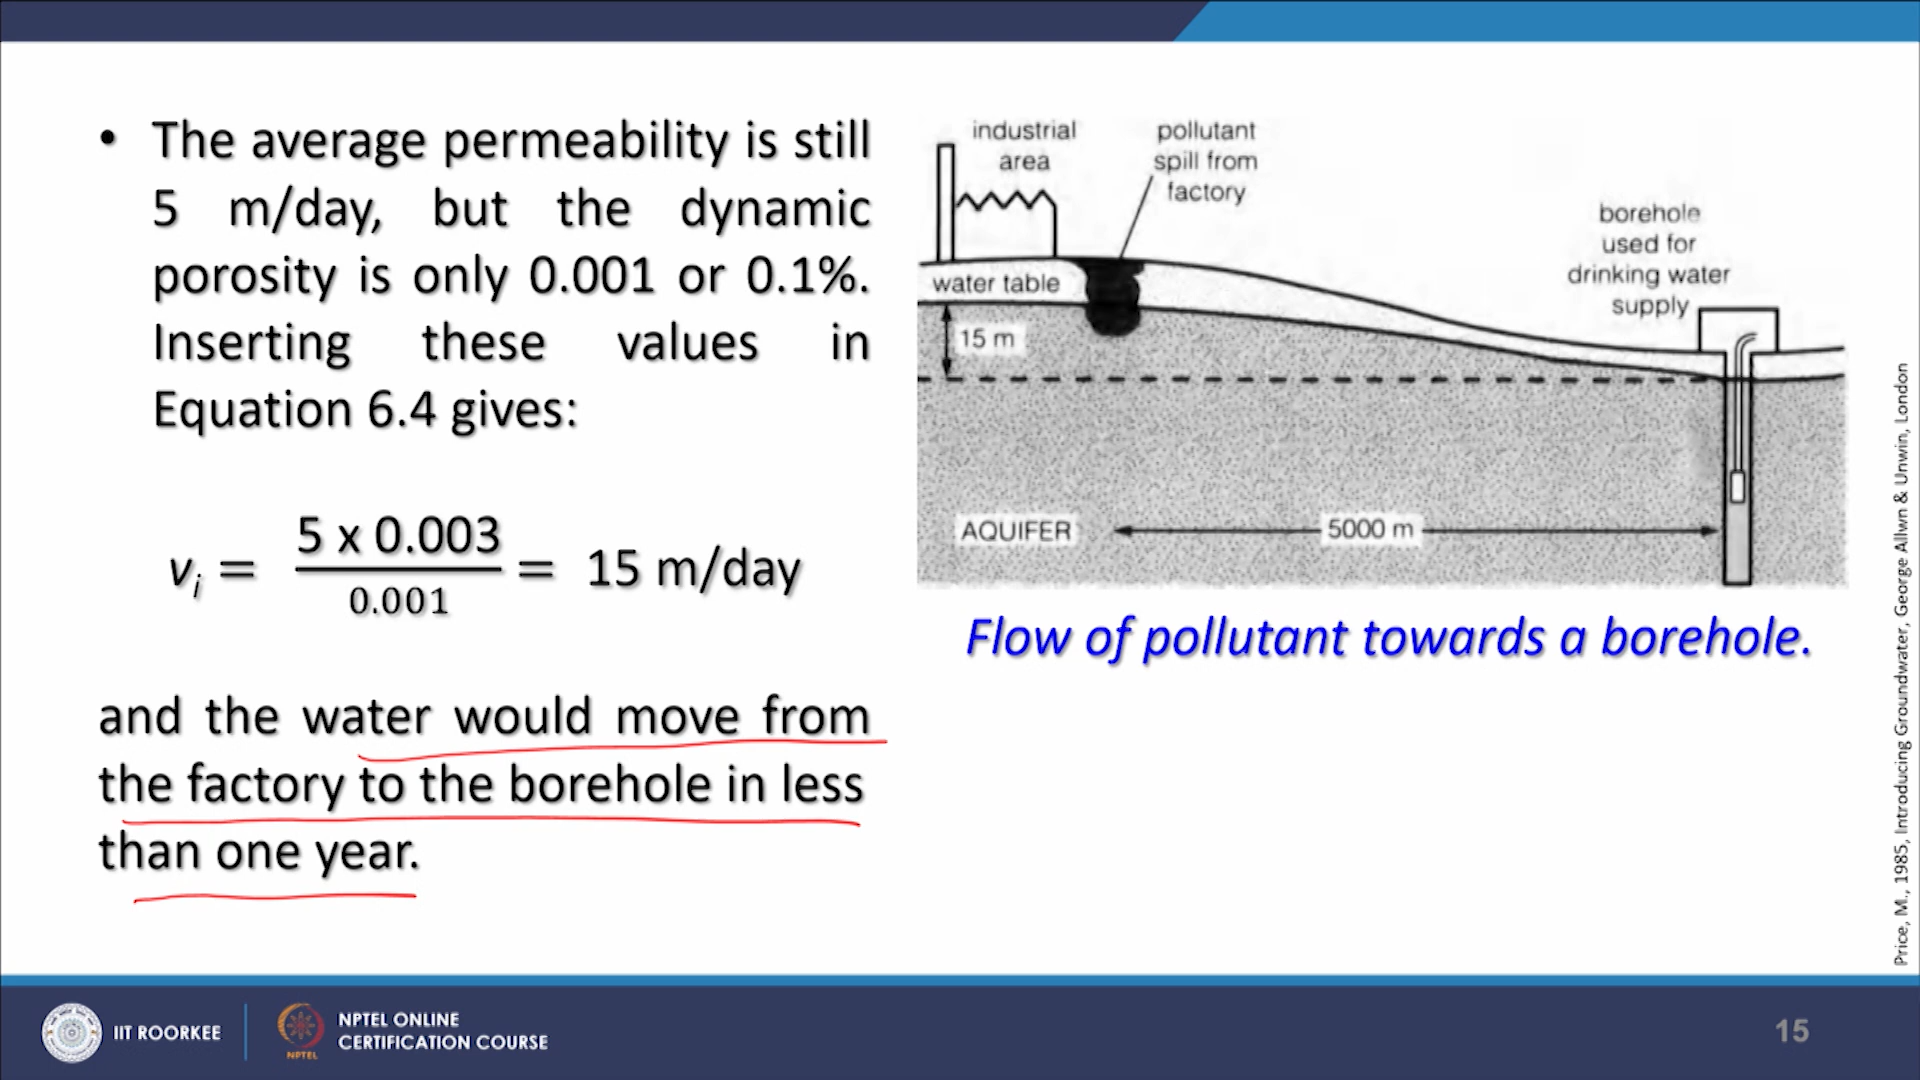 • The average permeability is still
5 m/day, but the dynamic
porosity is only 0.001 or 0.1%.
Inserting these values in
Equation 6.4 gives:
vᵢ = 5 x 0.003 / 0.001 = 15 m/day
and the water would move from
the factory to the borehole in less
than one year.
industrial
area
pollutant
spill from
factory
borehole
used for
drinking water
supply
water table
15 m
AQUIFER
5000 m
Flow of pollutant towards a borehole.
Price, M., 1985, Introducing Groundwater, George Allwn & Unwin, London
IIT ROORKEE
NPTEL
NPTEL ONLINE
CERTIFICATION COURSE
15